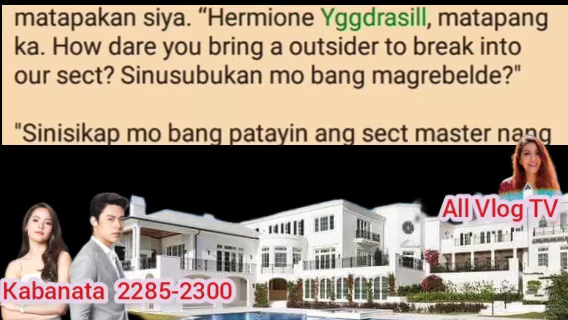 matapakan siya. “Hermione Yggdrasill, matapang
ka. How dare you bring a outsider to break into
our sect? Sinusubukan mo bang magrebelde?"
"Sinisikap mo bang patayin ang sect master nang
All Vlog TV
Kabanata 2285-2300